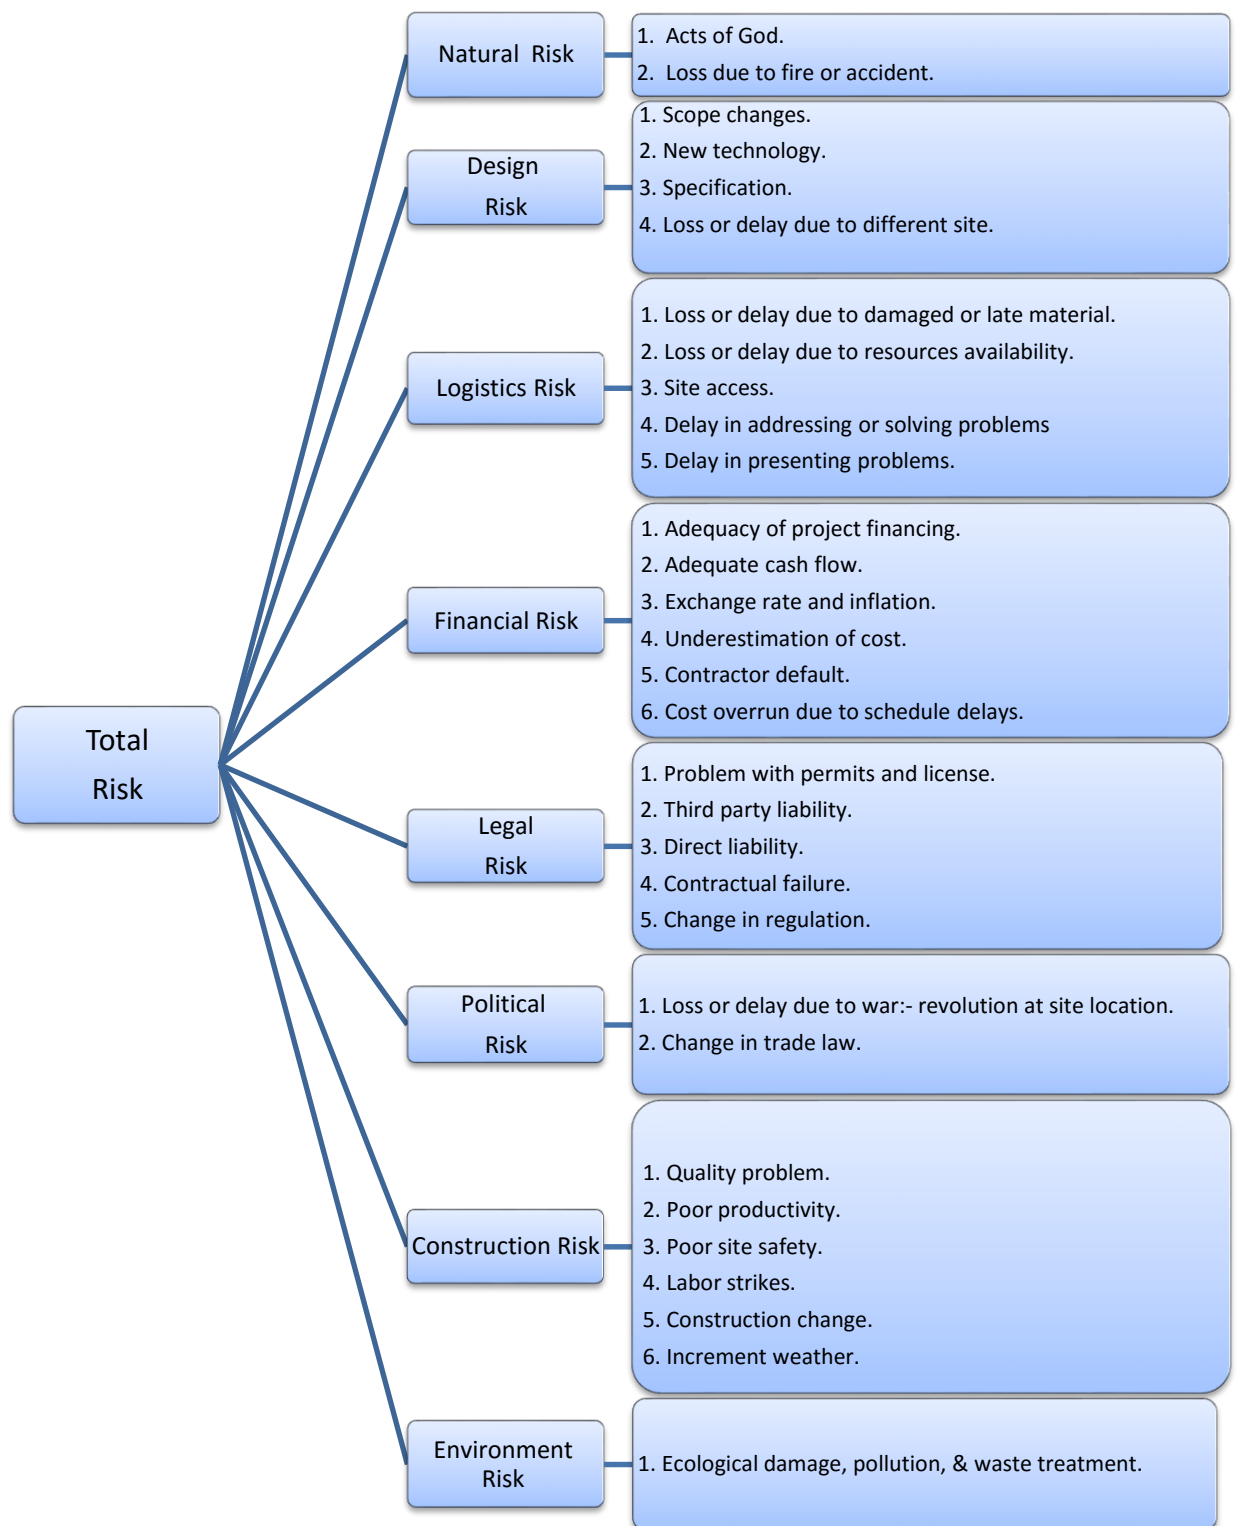 Natural Risk
1. Acts of God.
2. Loss due to fire or accident.
Design
Risk
1. Scope changes.
2. New technology.
3. Specification.
4. Loss or delay due to different site.
Logistics Risk
1. Loss or delay due to damaged or late material.
2. Loss or delay due to resources availability.
3. Site access.
4. Delay in addressing or solving problems
5. Delay in presenting problems.
Financial Risk
1. Adequacy of project financing.
2. Adequate cash flow.
3. Exchange rate and inflation.
4. Underestimation of cost.
5. Contractor default.
6. Cost overrun due to schedule delays.
Total
Risk
Legal
Risk
1. Problem with permits and license.
2. Third party liability.
3. Direct liability.
4. Contractual failure.
5. Change in regulation.
Political
Risk
1. Loss or delay due to war:- revolution at site location.
2. Change in trade law.
Construction Risk
1. Quality problem.
2. Poor productivity.
3. Poor site safety.
4. Labor strikes.
5. Construction change.
6. Increment weather.
Environment
Risk
1. Ecological damage, pollution, & waste treatment.